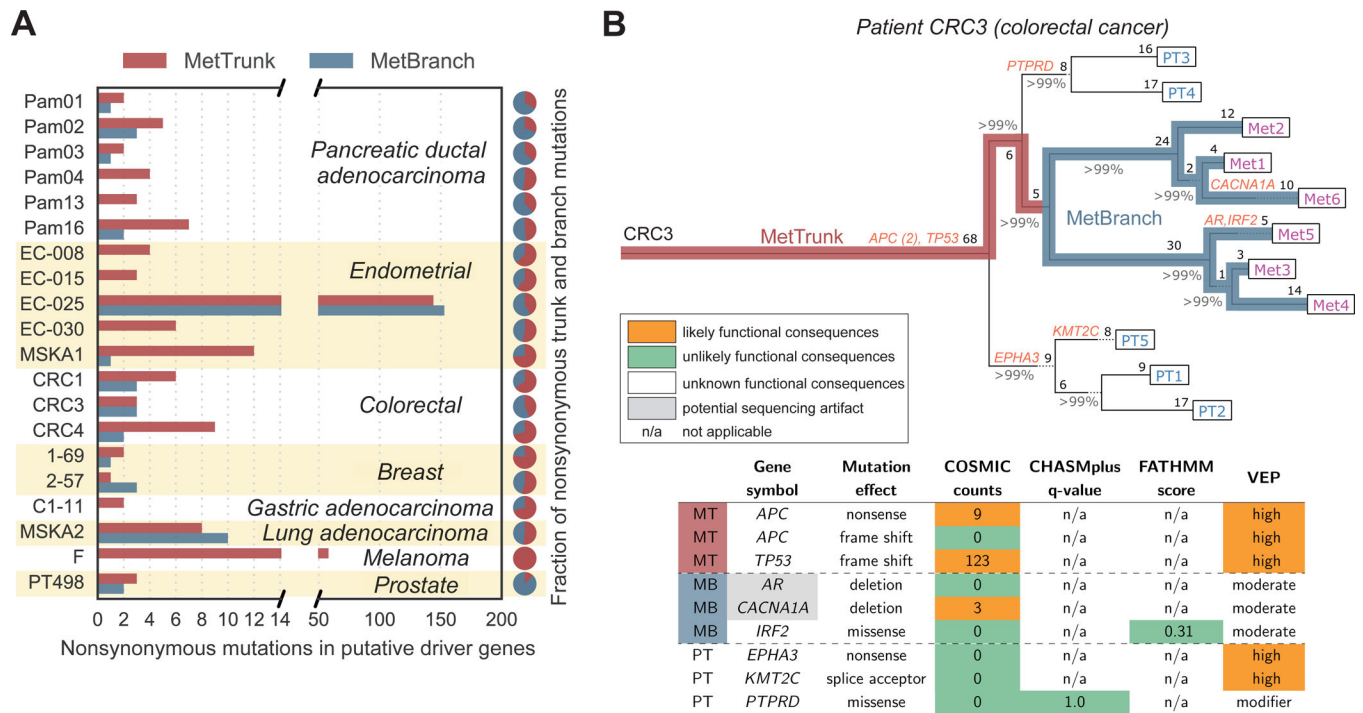 A
MetTrunk MetBranch
Pam01
Pam02
Pam03
Pam04
Pam13
Pam16
EC-008
EC-015
EC-025
EC-030
MSKA1
CRC1
CRC3
CRC4
1-69
2-57
C1-11
MSKA2
F
PT498
Pancreatic ductal
adenocarcinoma
Endometrial
Colorectal
Breast
Gastric adenocarcinoma
Lung adenocarcinoma
Melanoma
Prostate
0 2 4 6 8 10 12 14 50 100 150 200
Nonsynonymous mutations in putative driver genes
Fraction of nonsynonymous trunk and branch mutations
B
Patient CRC3 (colorectal cancer)
CRC3
MetTrunk
APC (2), TP53 68
>99%
6
>99%
5
PTPRD 8
>99%
16 PT3
17 PT4
MetBranch
24
>99%
12 Met2
2
>99%
4 Met1
CACNA1A 10
Met6
30
>99%
AR,IRF2 5
Met5
1
>99%
3
Met3
14
Met4
EPHA3 9
>99%
KMT2C 8
PT5
6
>99%
9 PT1
17
PT2
likely functional consequences
unlikely functional consequences
unknown functional consequences
potential sequencing artifact
n/a not applicable
Gene Mutation COSMIC CHASMplus FATHMM VEP
symbol effect counts q-value score
MT APC nonsense 9 n/a n/a high
MT APC frame shift 0 n/a n/a high
MT TP53 frame shift 123 n/a n/a high
MB AR deletion 0 n/a n/a moderate
MB CACNA1A deletion 3 n/a n/a moderate
MB IRF2 missense 0 n/a 0.31 moderate
PT EPHA3 nonsense 0 n/a n/a high
PT KMT2C splice acceptor 0 n/a n/a high
PT PTPRD missense 0 1.0 n/a modifier